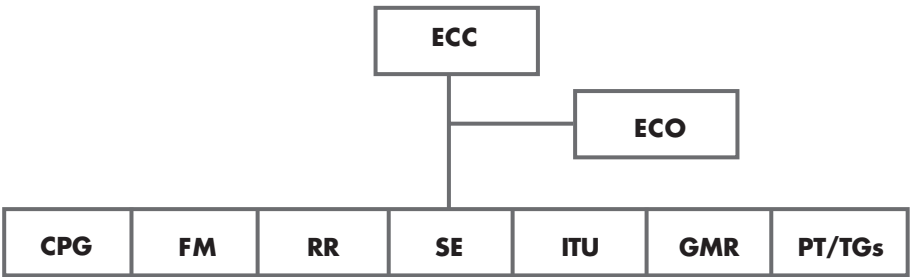 ECC
ECO
CPG FM RR SE ITU GMR PT/TGs